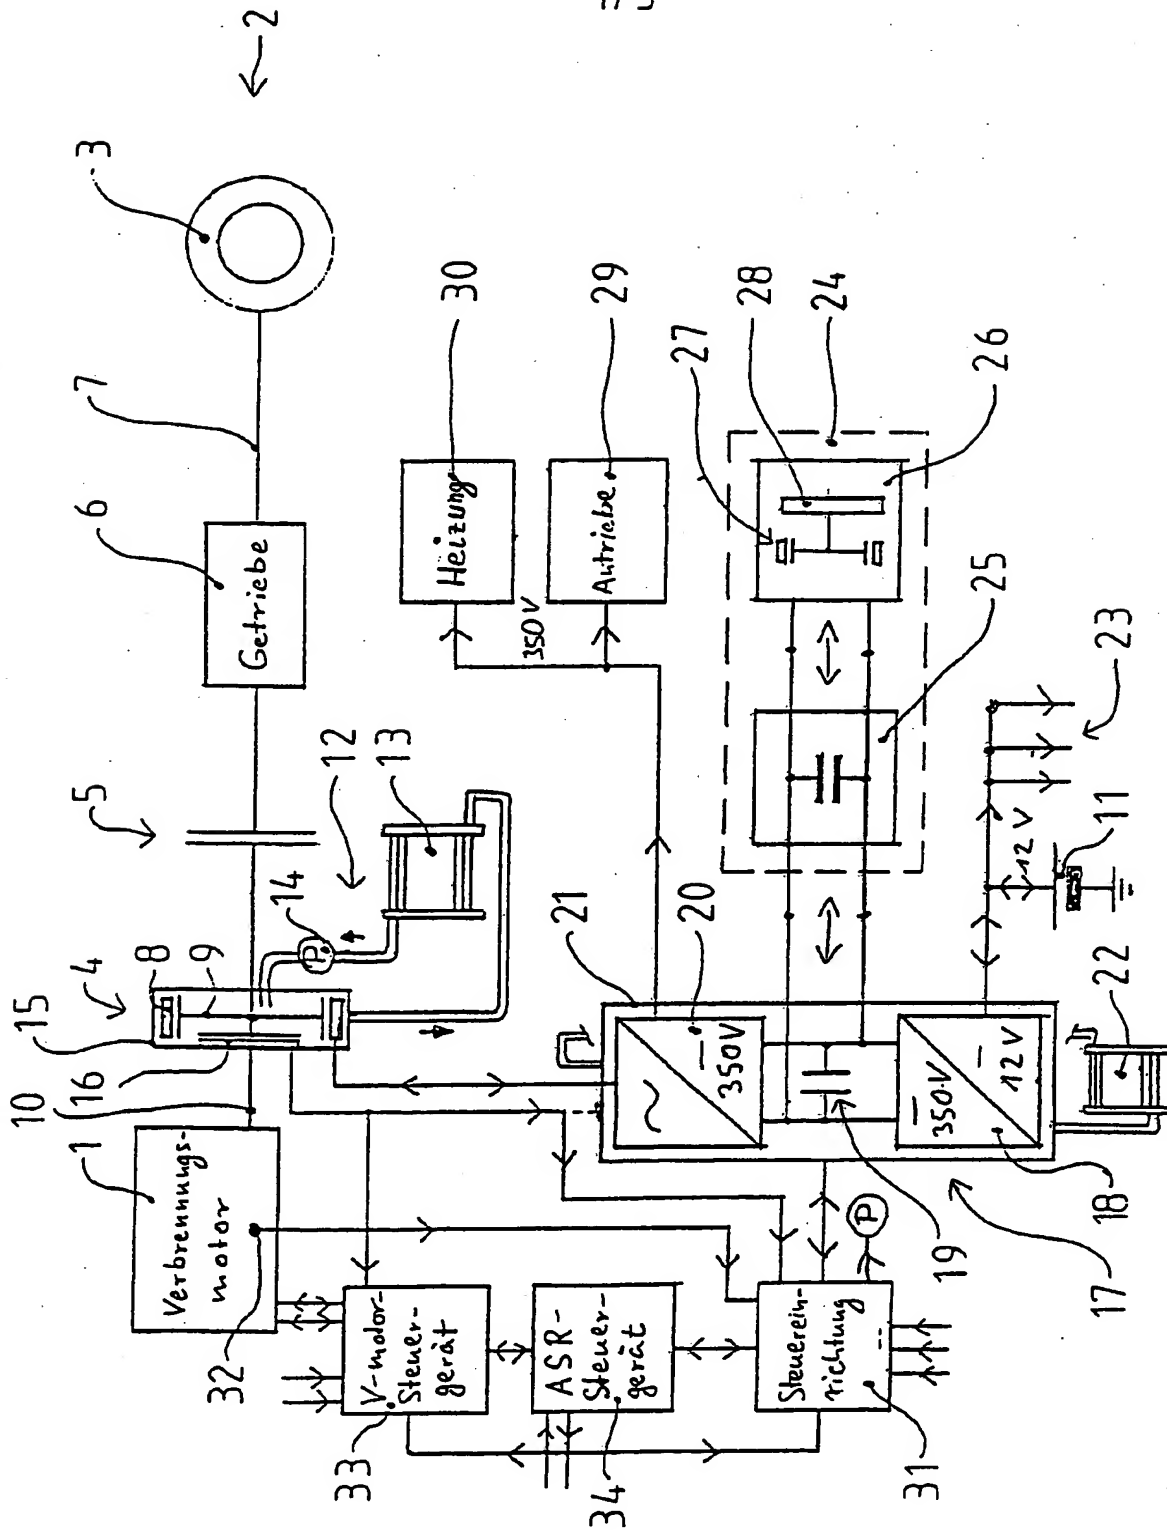 1
10
16
15
4
8
9
5
6
7
3
2
Verbrennungs-
motor
Getriebe
32
14
P
12
13
33
V-motor-
Steuer-
gerät
30
Heizung
350V
29
Antriebe
34
ASR-
Steuer-
gerät
21
20
~
–
350V
27
28
24
26
25
31
Steuerein-
richtung
P
19
17
18
350V
12V
22
12V
11
23